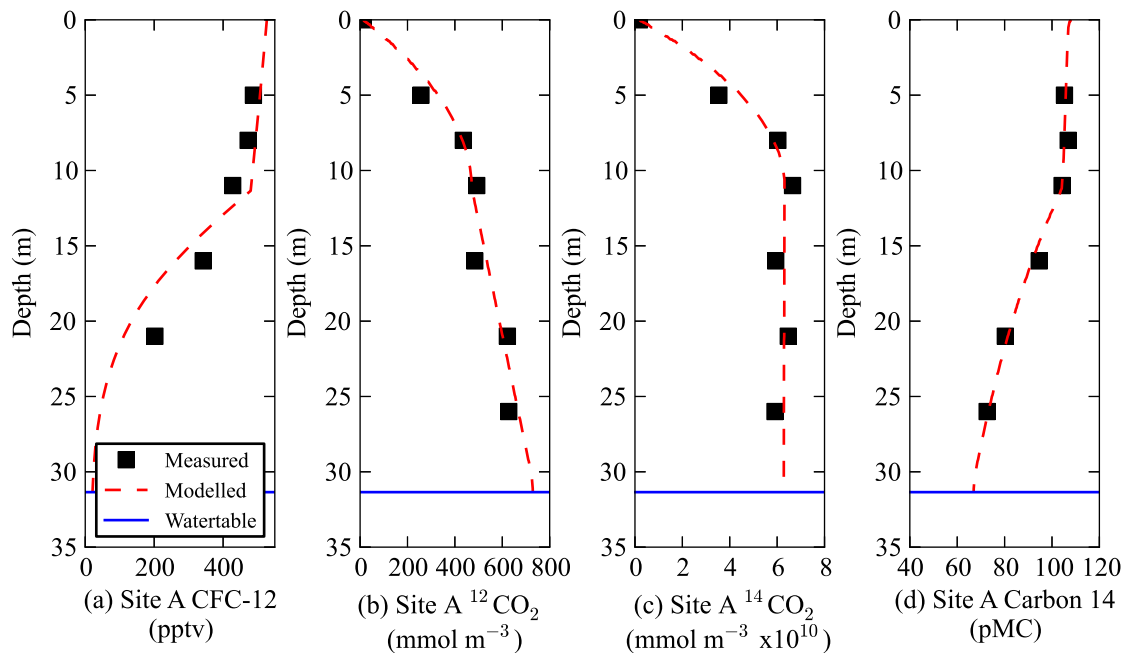 0
5
10
15
20
25
30
35
Depth (m)
0 200 400
(a) Site A CFC-12
(pptv)
Measured
Modelled
Watertable
0
5
10
15
20
25
30
35
Depth (m)
0 200 400 600 800
(b) Site A ¹²CO₂
(mmol m⁻³)
0
5
10
15
20
25
30
35
Depth (m)
0 2 4 6 8
(c) Site A ¹⁴CO₂
(mmol m⁻³ x10¹⁰)
0
5
10
15
20
25
30
35
Depth (m)
40 60 80 100 120
(d) Site A Carbon 14
(pMC)